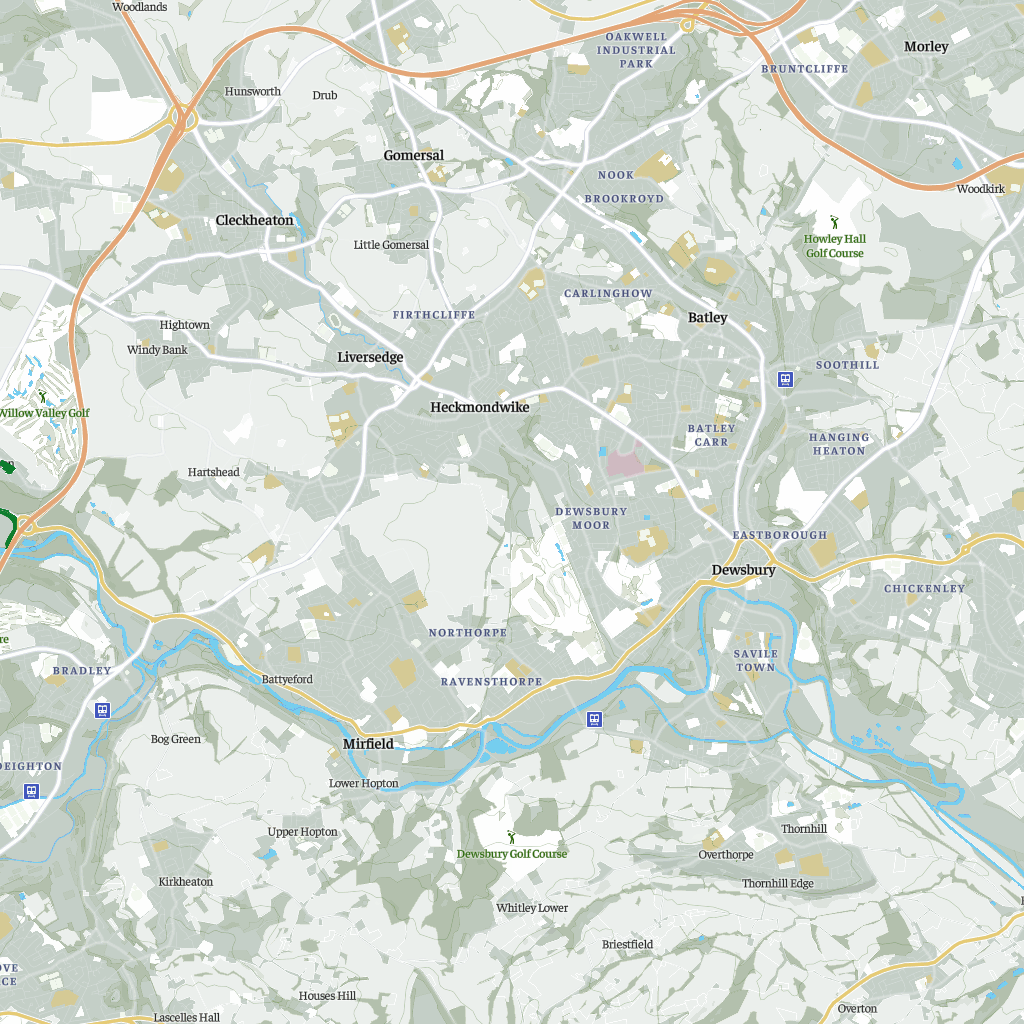 Woodlands
OAKWELL
INDUSTRIAL
PARK
Morley
BRUNTCLIFFE
Hunsworth
Drub
Gomersal
NOOK
BROOKROYD
Woodkirk
Cleckheaton
Little Gomersal
Howley Hall
Golf Course
CARLINGHOW
FIRTHCLIFFE
Batley
Hightown
Windy Bank
Liversedge
SOOTHILL
Heckmondwike
Willow Valley Golf
BATLEY
CARR
HANGING
HEATON
Hartshead
DEWSBURY
MOOR
EASTBOROUGH
Dewsbury
CHICKENLEY
NORTHORPE
SAVILE
TOWN
BRADLEY
Battyeford
RAVENSTHORPE
Bog Green
Mirfield
DEIGHTON
Lower Hopton
Upper Hopton
Thornhill
Dewsbury Golf Course
Overthorpe
Kirkheaton
Thornhill Edge
Whitley Lower
Briestfield
Houses Hill
Overton
Lascelles Hall